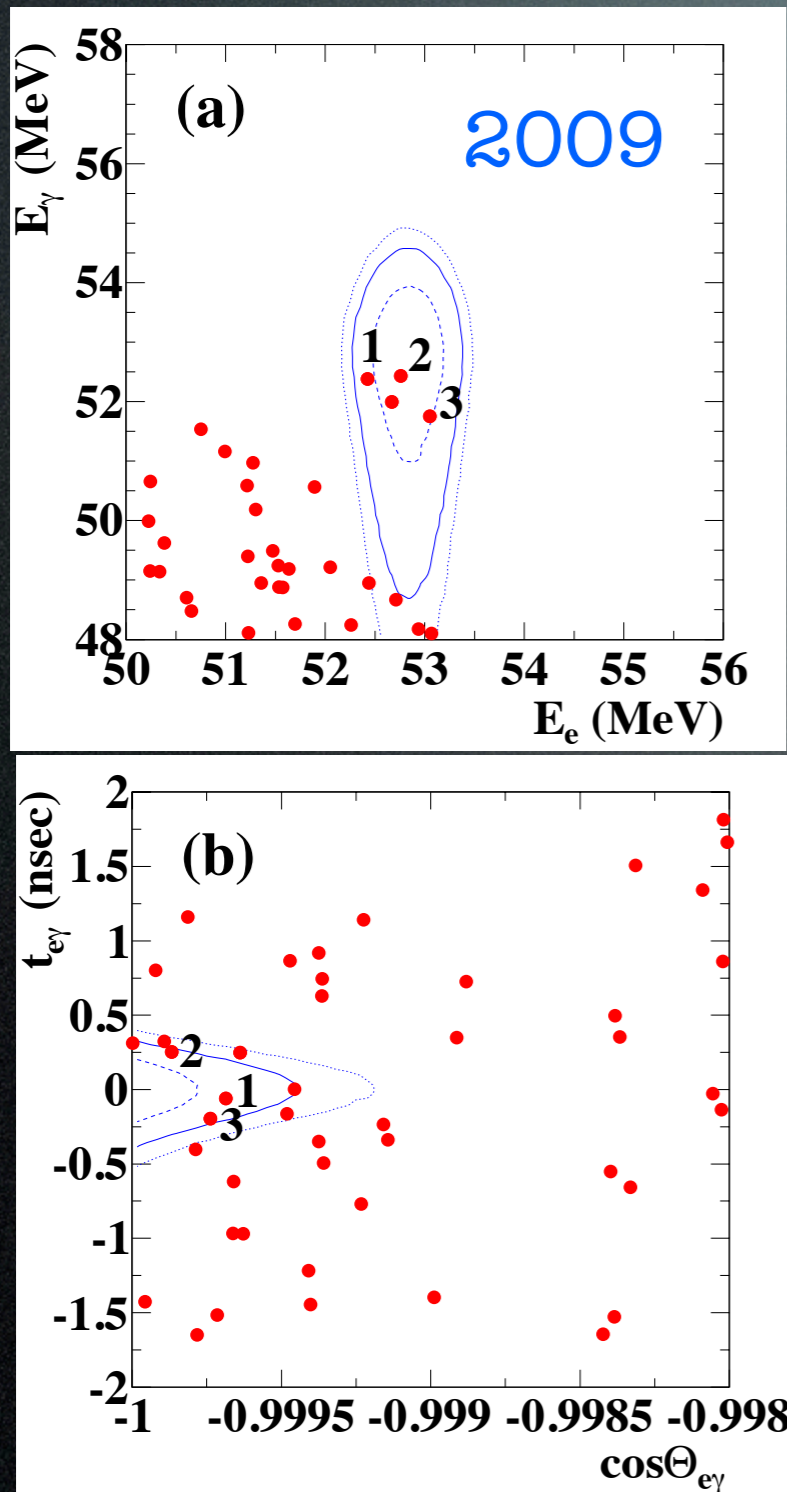 (a)
2009
E_γ (MeV)
58
56
54
52
50
48
1
2
3
50 51 52 53 54 55 56
E_e (MeV)
(b)
t_eγ (nsec)
2
1.5
1
0.5
0
-0.5
-1
-1.5
-2
2
1
3
-1 -0.9995 -0.999 -0.9985 -0.998
cosΘ_eγ